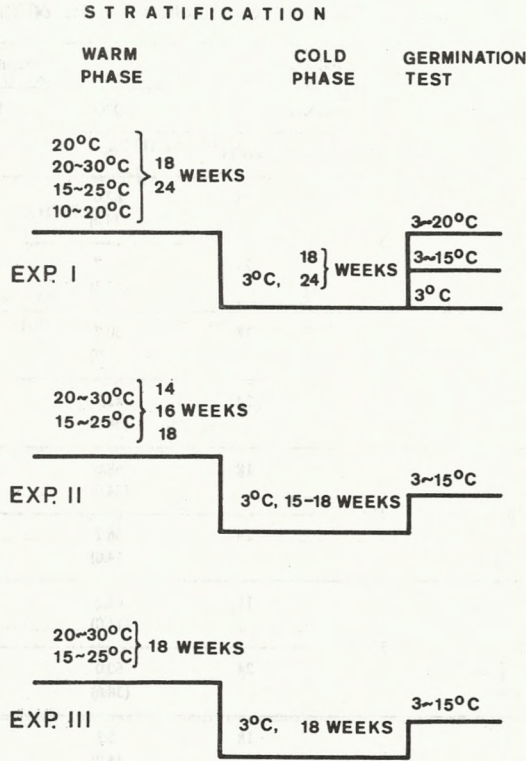 STRATIFICATION
WARM PHASE
COLD PHASE
GERMINATION TEST
20°C
20~30°C
15~25°C
10~20°C
18
24
WEEKS
EXP. I
3°C,
18
24
WEEKS
3~20°C
3~15°C
3°C
20~30°C
15~25°C
14
16 WEEKS
18
EXP. II
3°C, 15-18 WEEKS
3~15°C
20~30°C
15~25°C
18 WEEKS
EXP. III
3°C, 18 WEEKS
3~15°C